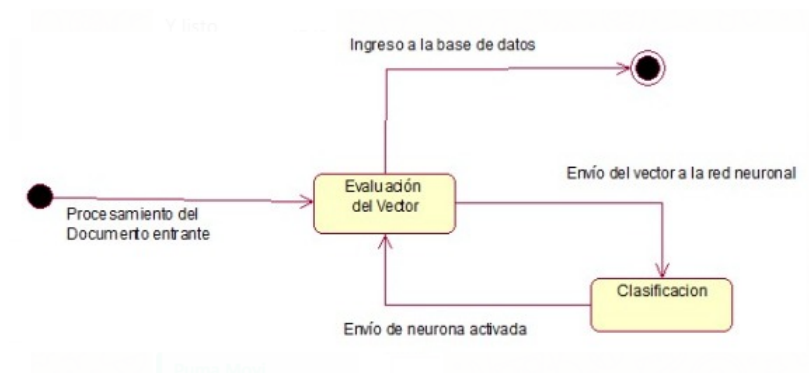 Y listo
Ingreso a la base de datos
Envío del vector a la red neuronal
Evaluación
del Vector
Procesamiento del
Documento entrante
Clasificacion
Envío de neurona activada